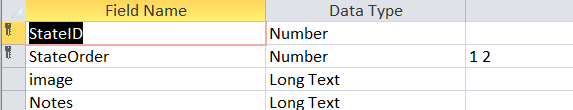 Field Name Data Type
StateID Number
StateOrder Number 1 2
image Long Text
Notes Long Text